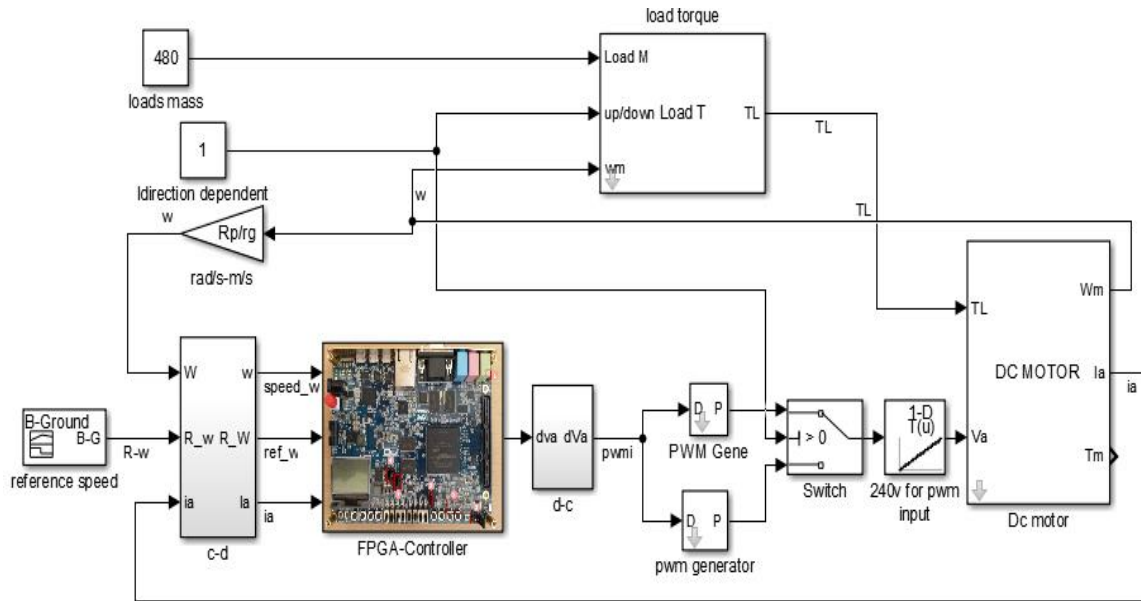 load torque
480
loads mass
Load M
up/down
Load T
TL
wm
TL
1
ldirection dependent
w
w
Rp/rg
rad/s-m/s
TL
B-Ground
B-G
reference speed
R-w
W
R_w
ia
w
R_W
Ia
c-d
speed_w
ref_w
ia
FPGA-Controller
dva
dVa
d-c
pwmi
D
P
PWM Gene
D
P
pwm generator
> 0
Switch
1-D
T(u)
240v for pwm
input
TL
Va
DC MOTOR
Wm
Ia
Tm
Dc motor
ia